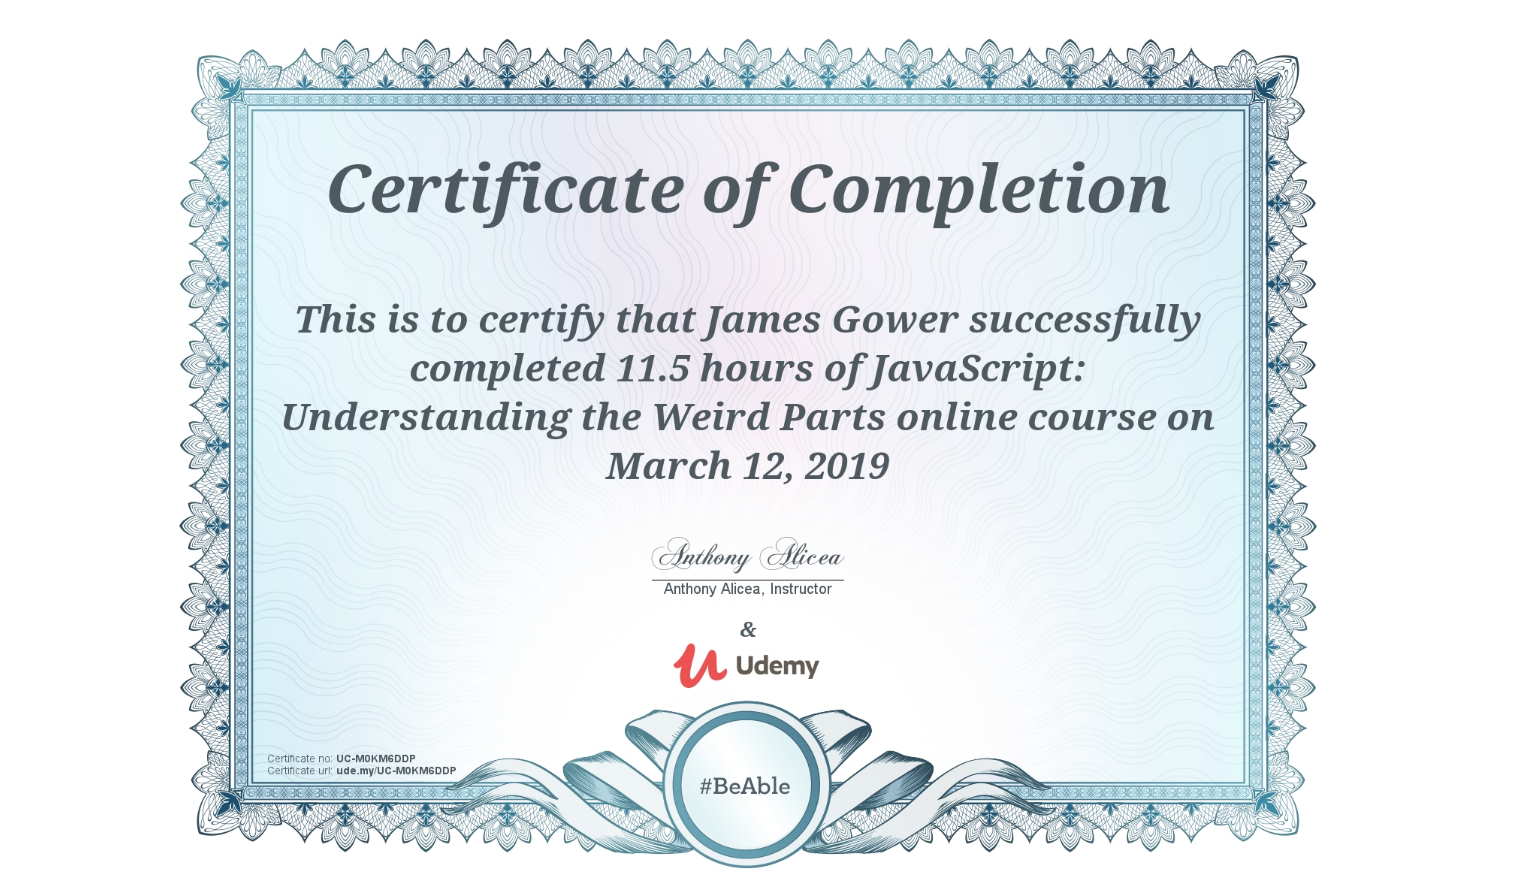 Certificate of Completion
This is to certify that James Gower successfully
completed 11.5 hours of JavaScript:
Understanding the Weird Parts online course on
March 12, 2019
Anthony Alicea
Anthony Alicea, Instructor
&
Udemy
Certificate no: UC-M0KM6DDP
Certificate url: ude.my/UC-M0KM6DDP
#BeAble